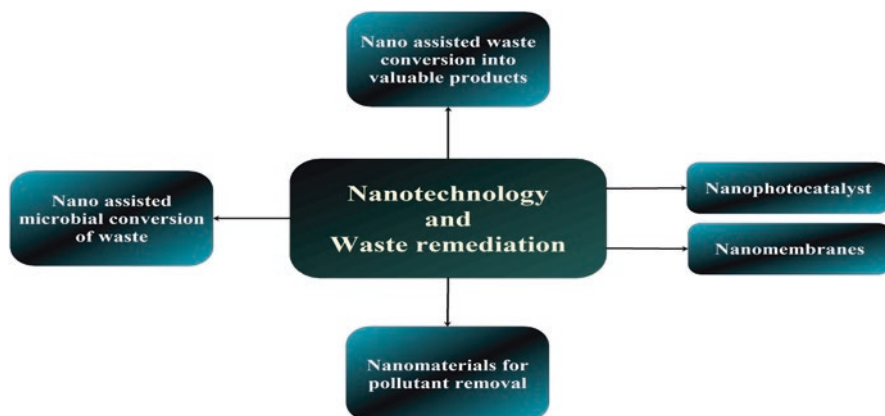 Nano assisted waste
conversion into
valuable products
Nano assisted
microbial conversion
of waste
Nanotechnology
and
Waste remediation
Nanophotocatalyst
Nanomembranes
Nanomaterials for
pollutant removal